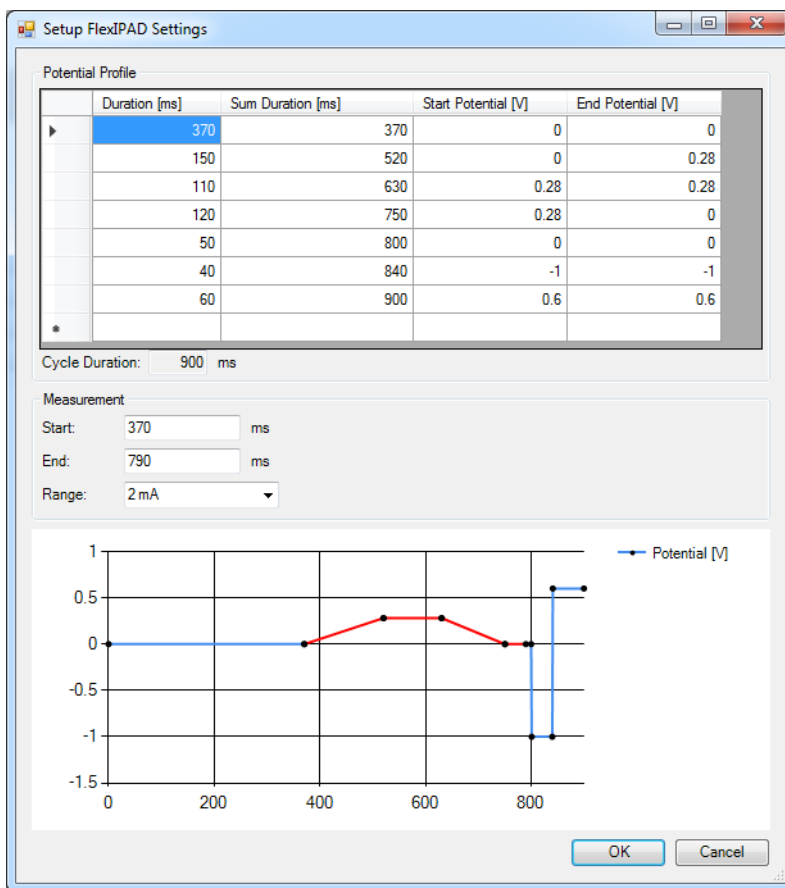 Setup FlexIPAD Settings
Potential Profile
Duration [ms] Sum Duration [ms] Start Potential [V] End Potential [V]
370 370 0 0
150 520 0 0.28
110 630 0.28 0.28
120 750 0.28 0
50 800 0 0
40 840 -1 -1
60 900 0.6 0.6
Cycle Duration: 900 ms
Measurement
Start: 370 ms
End: 790 ms
Range: 2 mA
1
0.5
0
-0.5
-1
-1.5
0 200 400 600 800
Potential [V]
OK Cancel